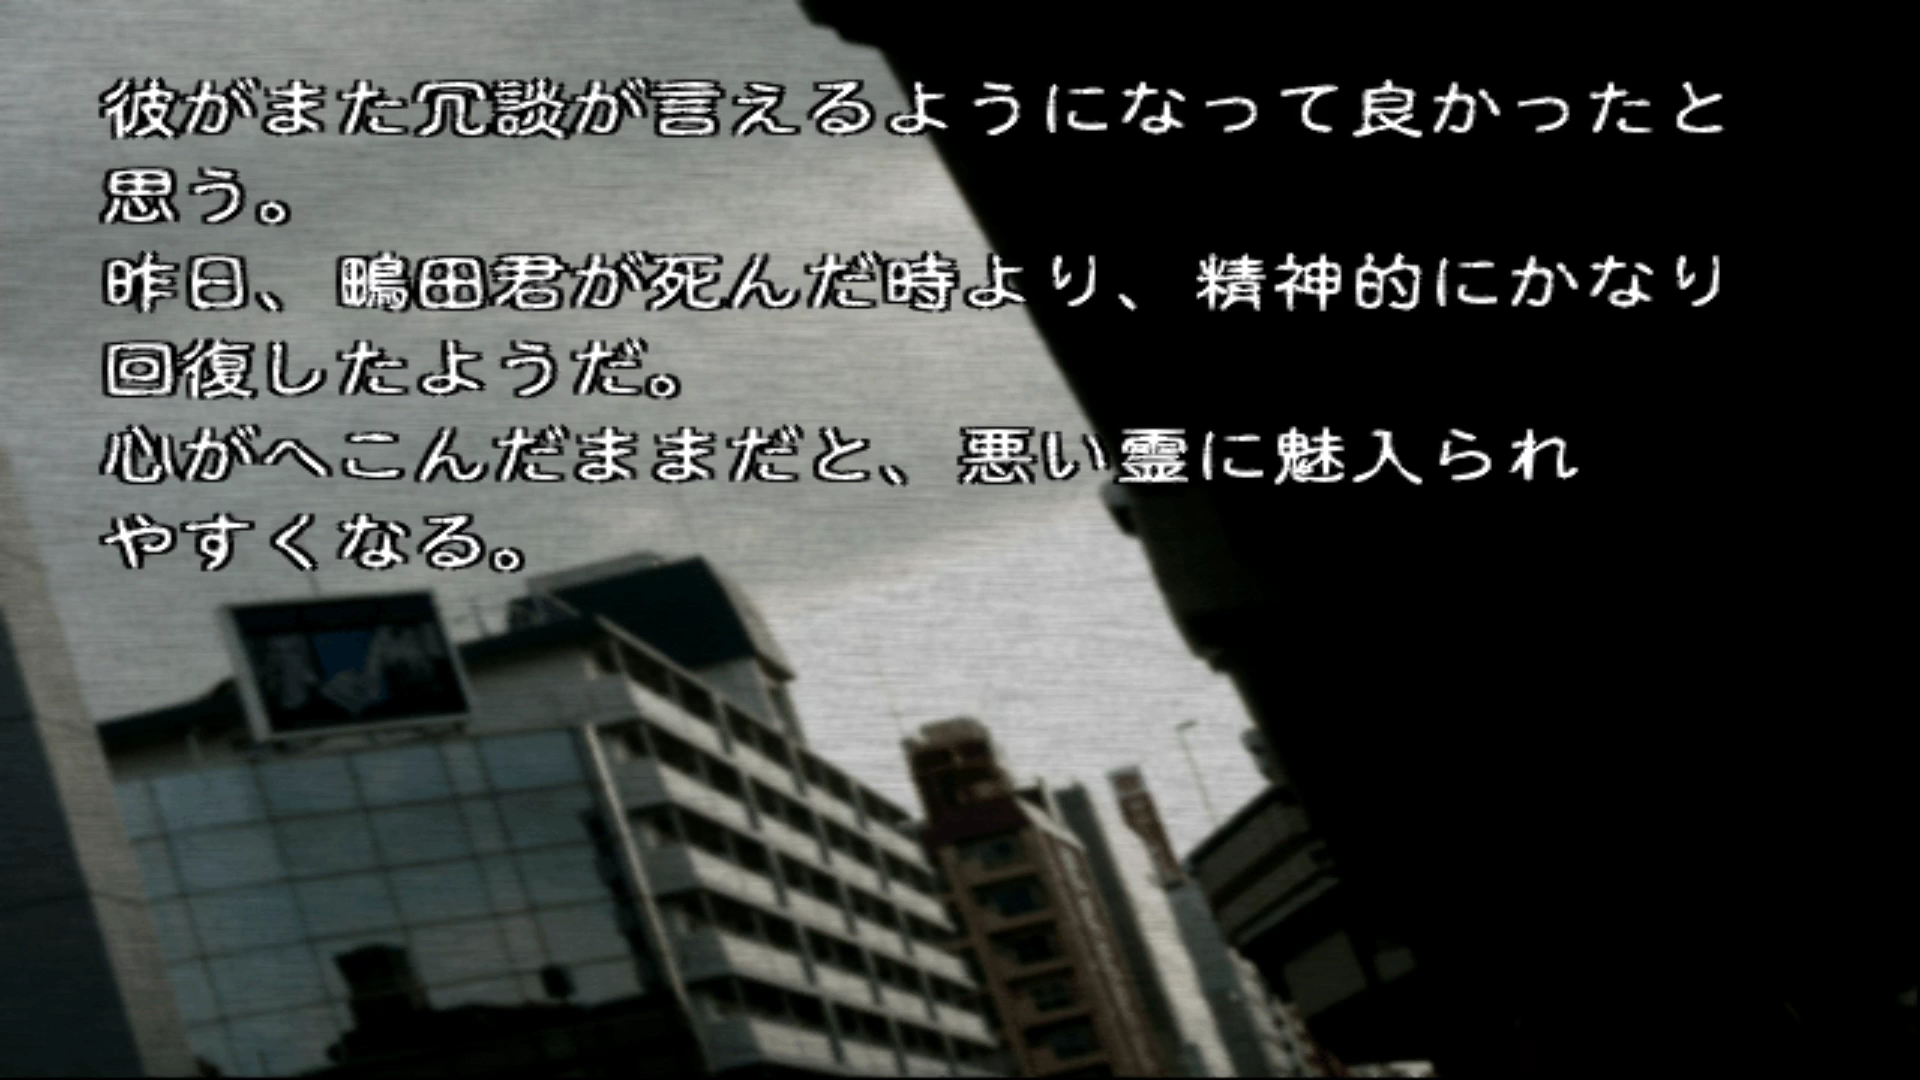 彼がまた冗談が言えるようになって良かったと
思う。
昨日、鴫田君が死んだ時より、精神的にかなり
回復したようだ。
心がへこんだままだと、悪い霊に魅入られ
やすくなる。